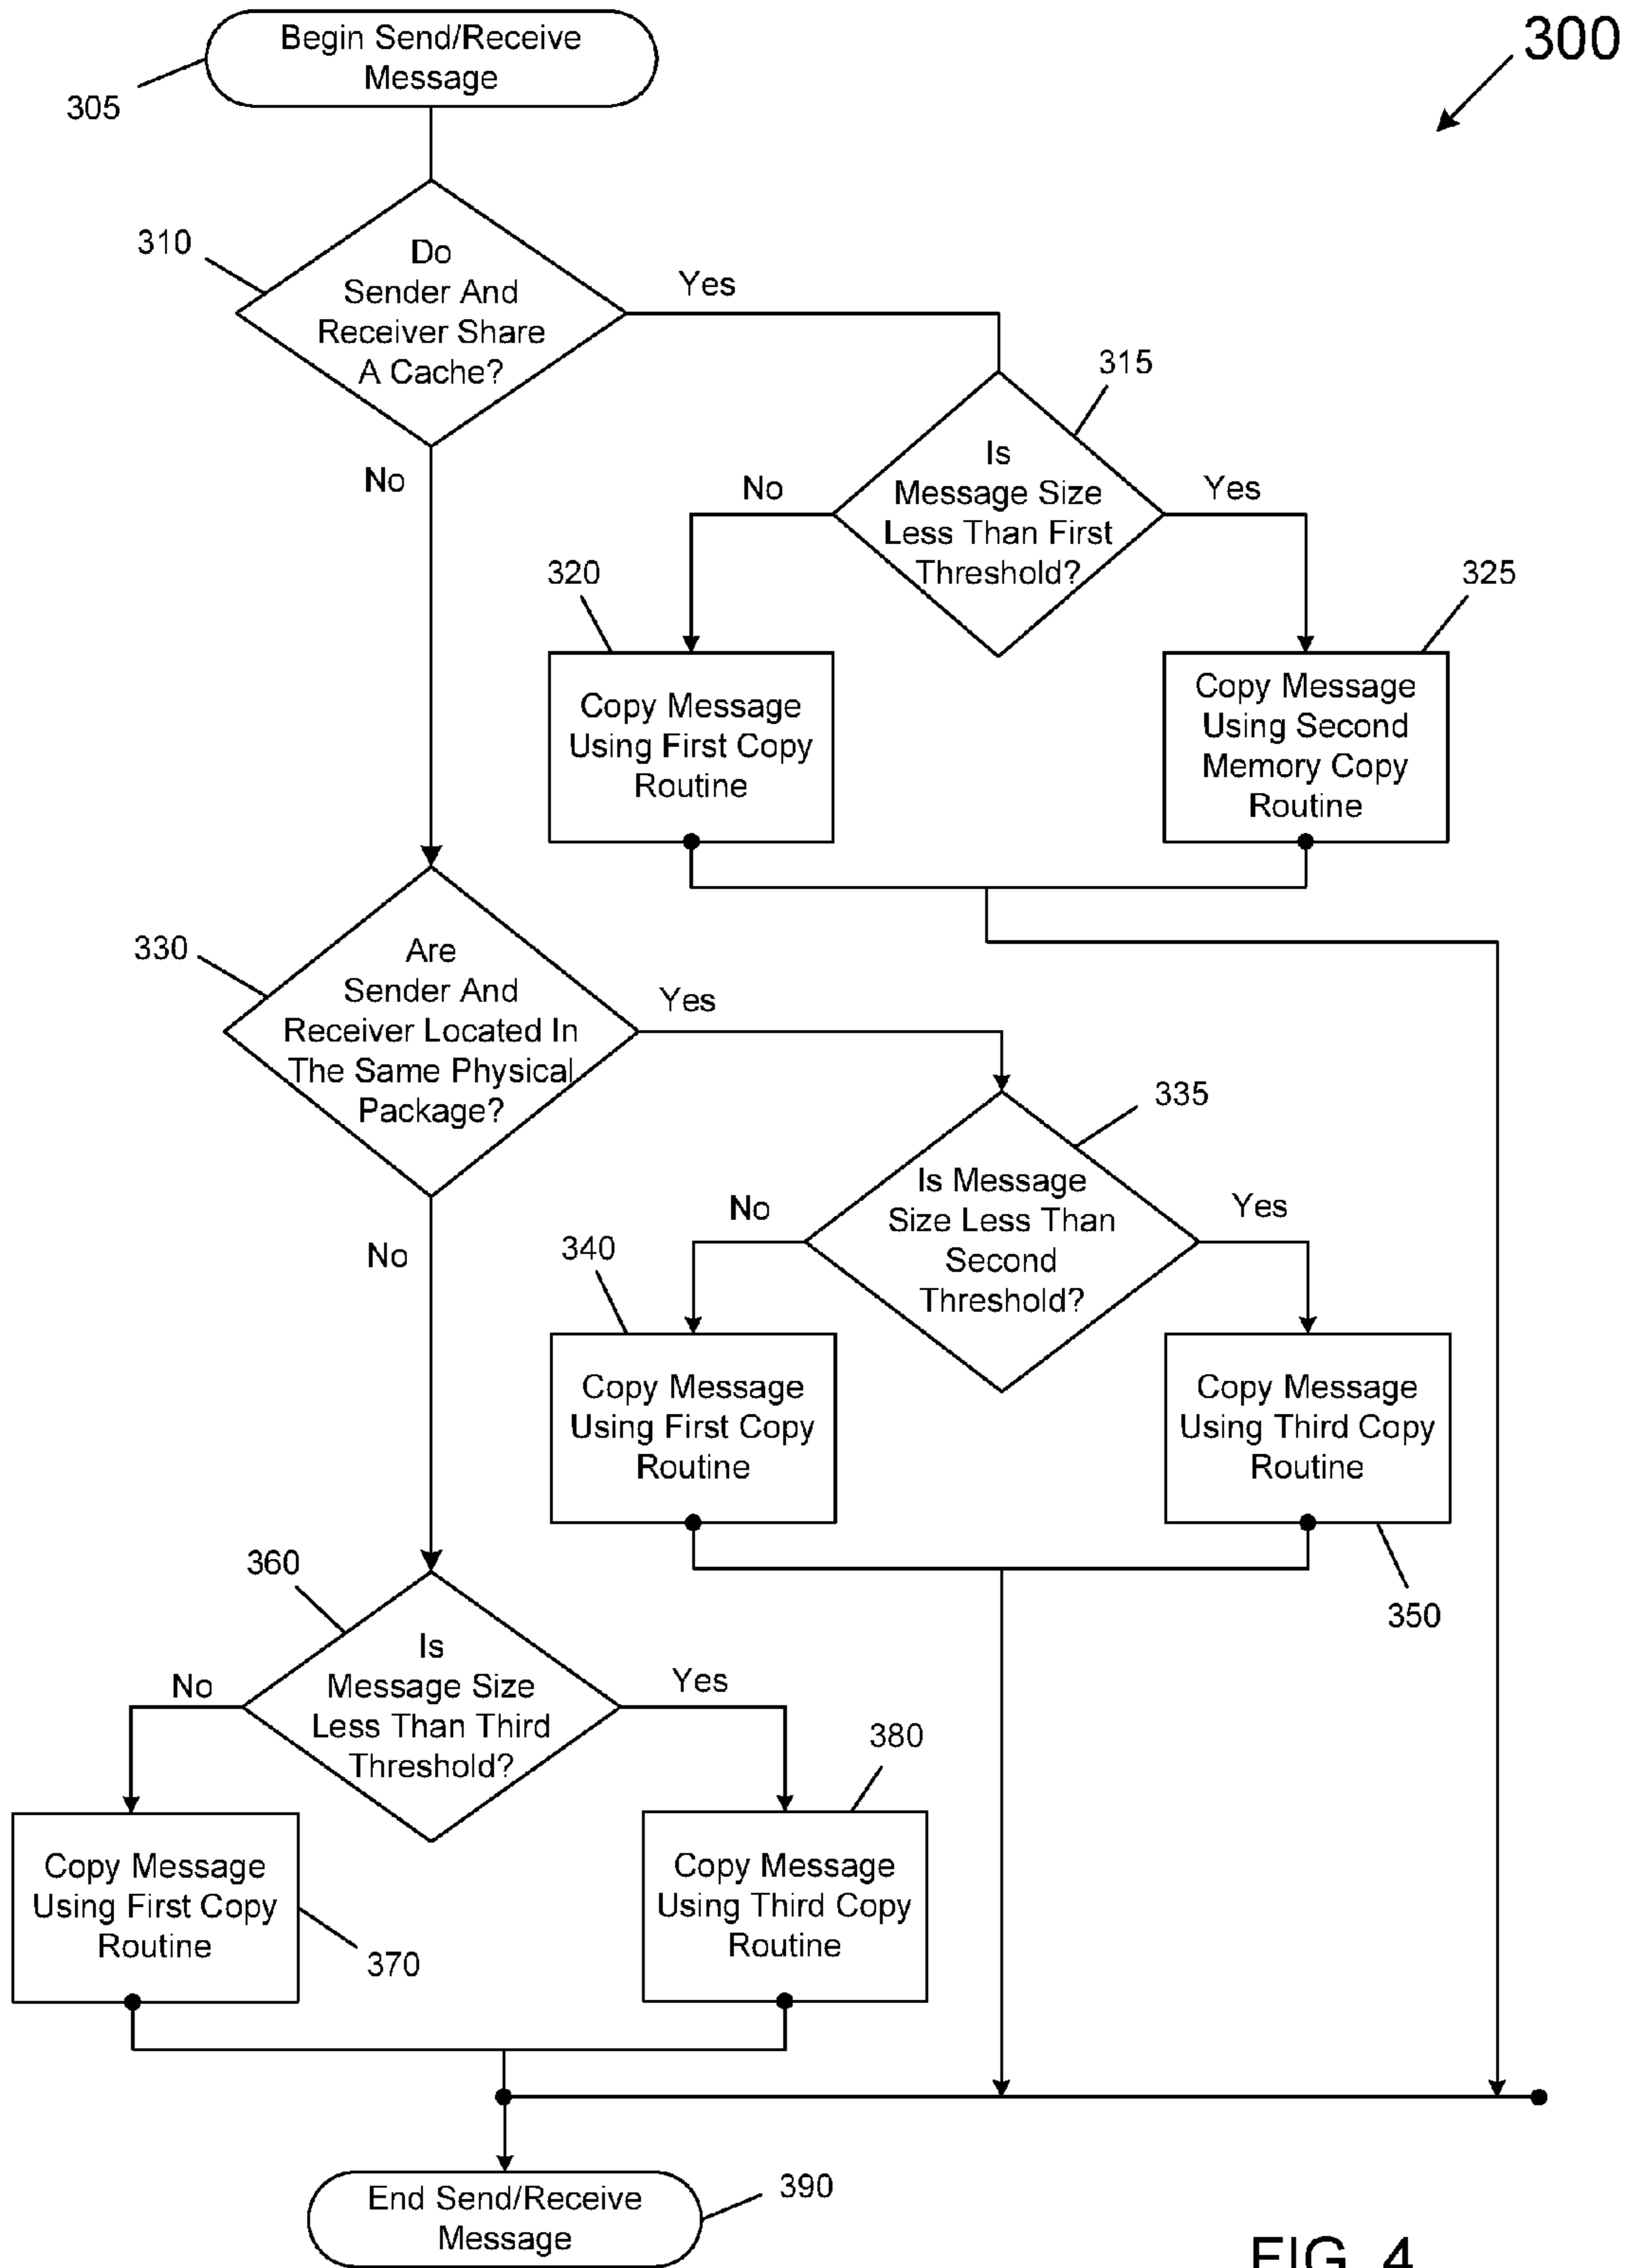 300
Begin Send/Receive
Message
305
310
Do
Sender And
Receiver Share
A Cache?
Yes
No
315
Is
Message Size
Less Than First
Threshold?
No
Yes
320
Copy Message
Using First Copy
Routine
325
Copy Message
Using Second
Memory Copy
Routine
330
Are
Sender And
Receiver Located In
The Same Physical
Package?
Yes
No
335
Is Message
Size Less Than
Second
Threshold?
No
Yes
340
Copy Message
Using First Copy
Routine
Copy Message
Using Third Copy
Routine
350
360
Is
Message Size
Less Than Third
Threshold?
No
Yes
Copy Message
Using First Copy
Routine
370
380
Copy Message
Using Third Copy
Routine
End Send/Receive
Message
390
FIG. 4